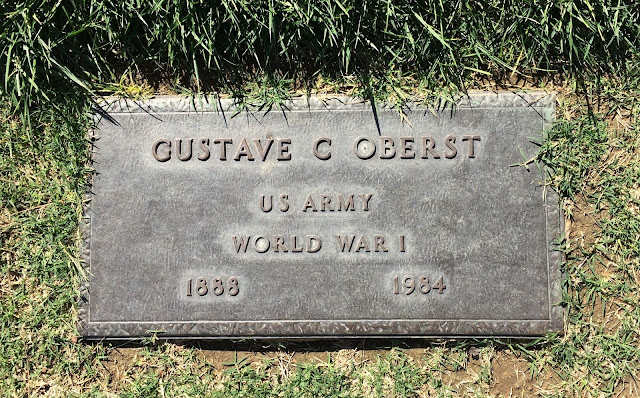 GUSTAVE C OBERST
US ARMY
WORLD WAR I
1888 1984